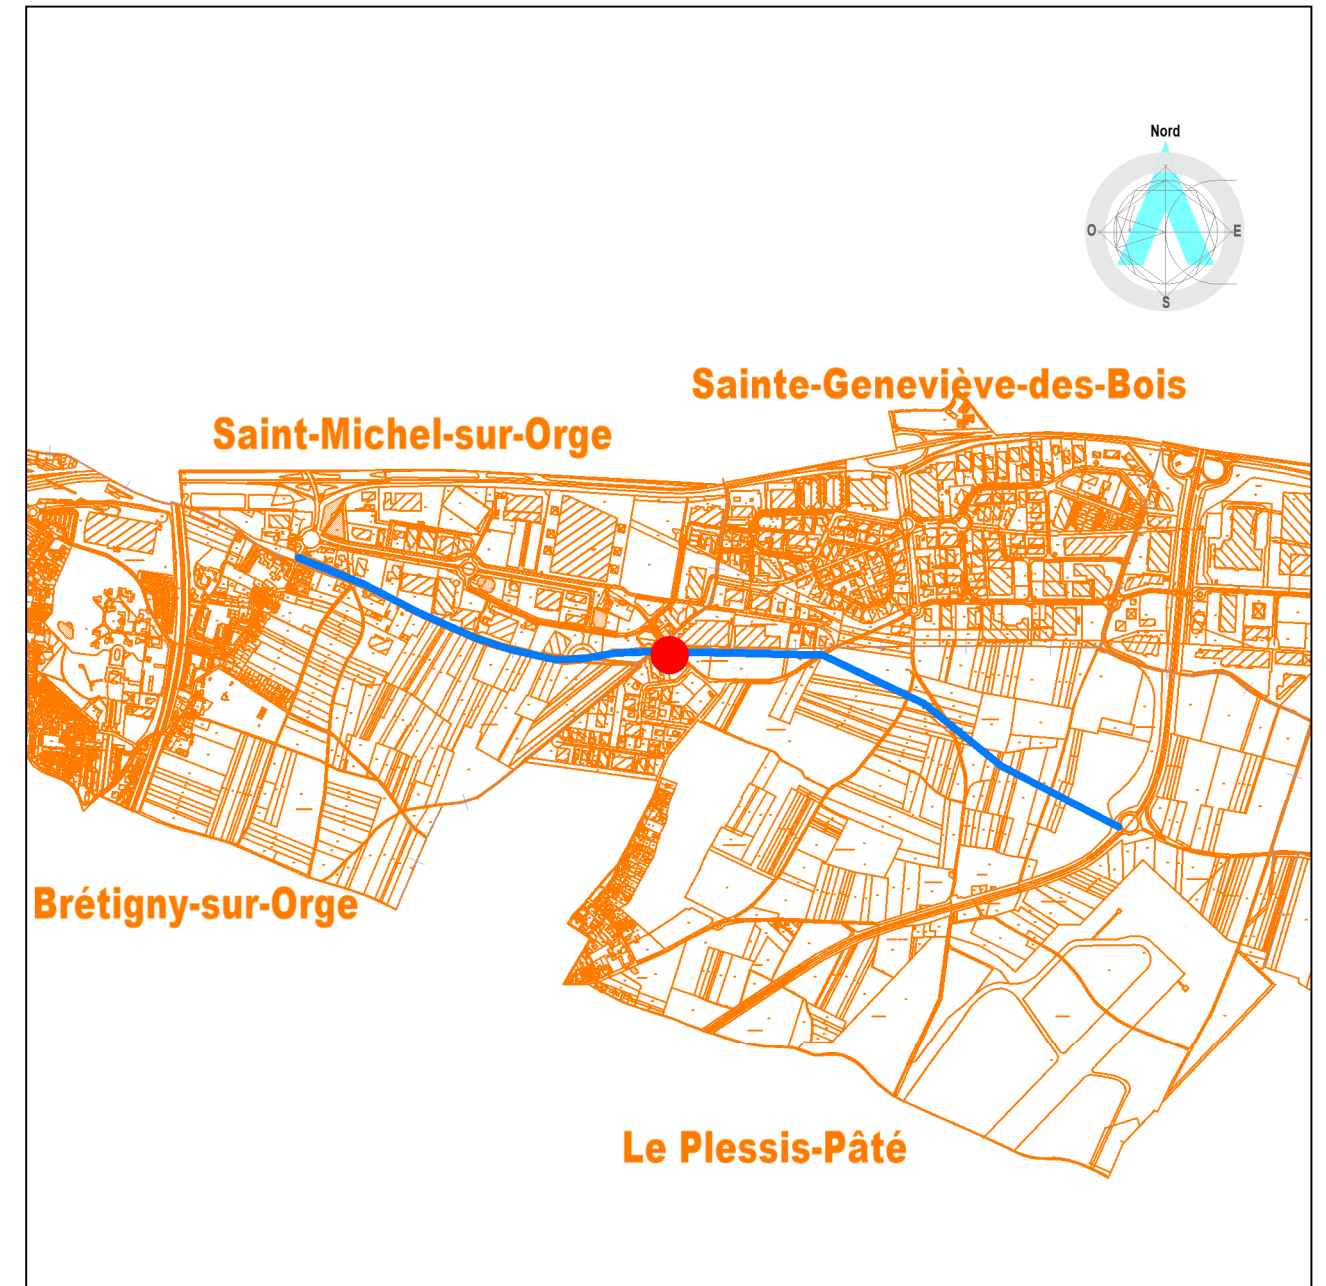 Nord
O
E
S
Sainte-Geneviève-des-Bois
Saint-Michel-sur-Orge
Brétigny-sur-Orge
Le Plessis-Pâté